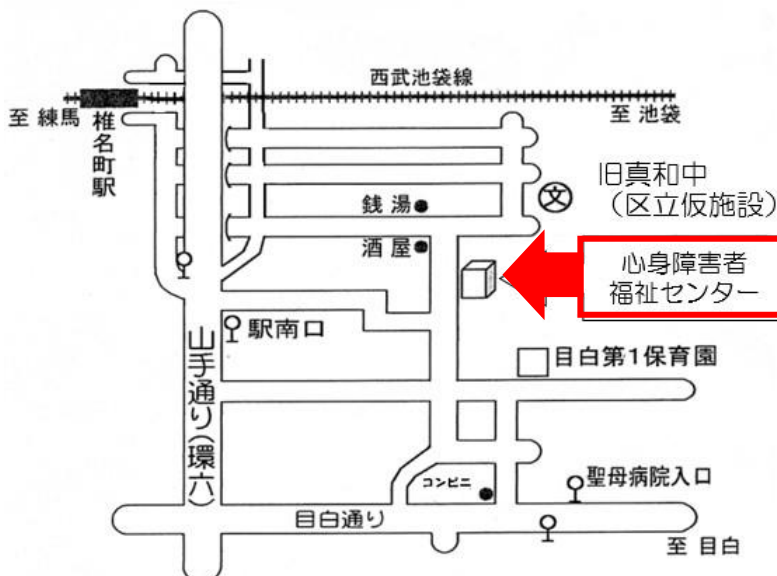 西武池袋線
至 練馬
椎名町駅
至 池袋
旧真和中
（区立仮施設）
文
銭湯
酒屋
心身障害者
福祉センター
駅南口
山手通り（環六）
目白第1保育園
コンビニ
聖母病院入口
目白通り
至 目白